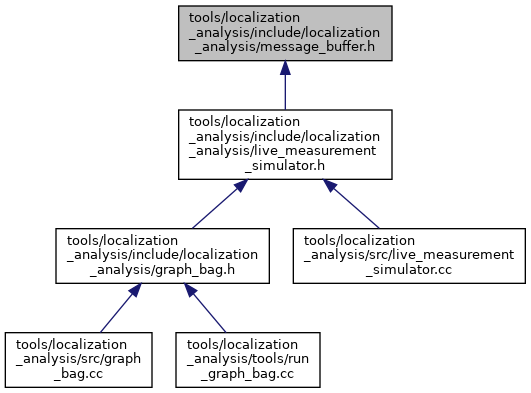 tools/localization
_analysis/include/localization
_analysis/message_buffer.h
tools/localization
_analysis/include/localization
_analysis/live_measurement
_simulator.h
tools/localization
_analysis/include/localization
_analysis/graph_bag.h
tools/localization
_analysis/src/live_measurement
_simulator.cc
tools/localization
_analysis/src/graph
_bag.cc
tools/localization
_analysis/tools/run
_graph_bag.cc